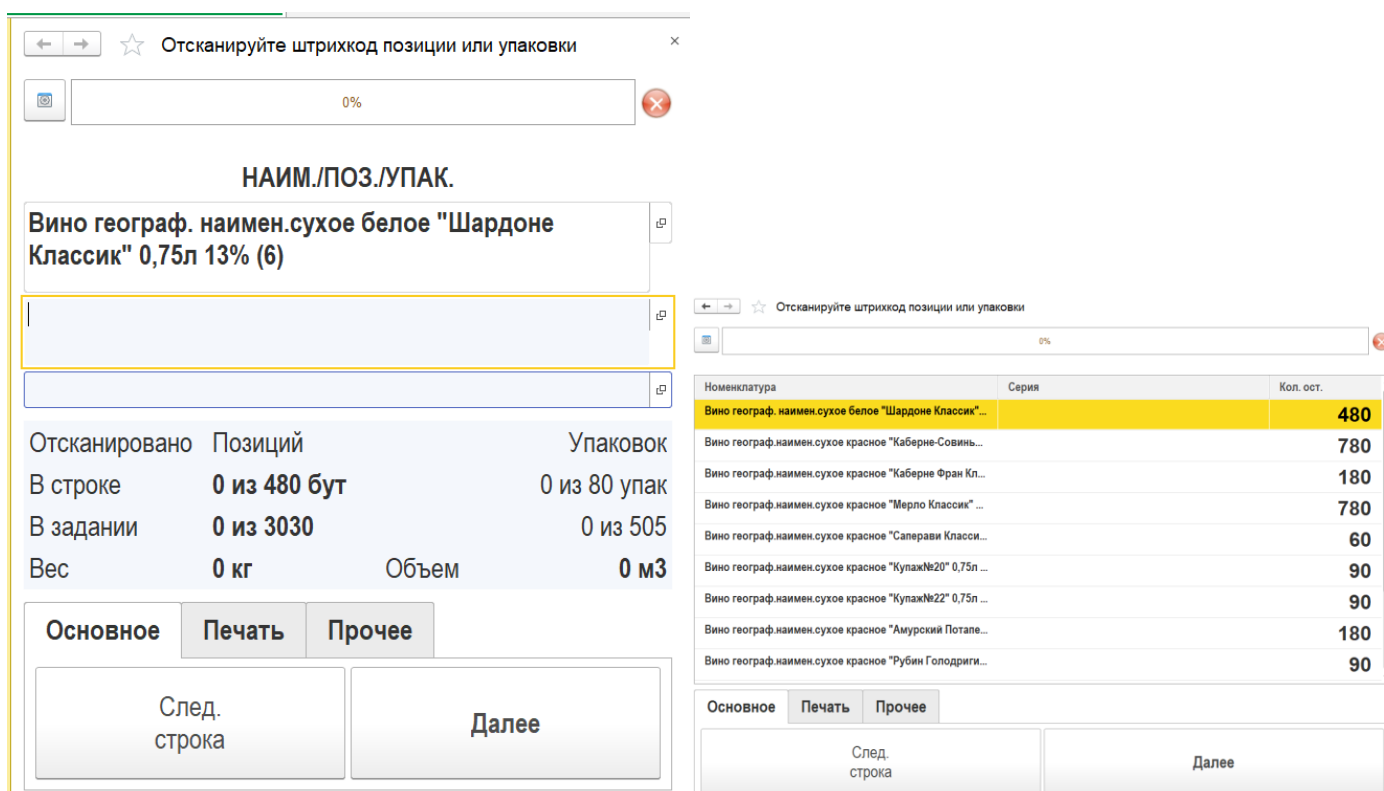 Отсканируйте штрихкод позиции или упаковки
0%
НАИМ./ПОЗ./УПАК.
Вино географ. наимен.сухое белое "Шардоне
Классик" 0,75л 13% (6)
Отсканировано Позиций Упаковок
В строке 0 из 480 бут 0 из 80 упак
В задании 0 из 3030 0 из 505
Вес 0 кг Объем 0 м3
Основное Печать Прочее
След.
строка
Далее
Отсканируйте штрихкод позиции или упаковки
0%
Номенклатура Серия Кол. ост.
Вино географ. наимен.сухое белое "Шардоне Классик"... 480
Вино географ.наимен.сухое красное "Каберне-Совинь... 780
Вино географ.наимен.сухое красное "Каберне Фран Кл... 180
Вино географ.наимен.сухое красное "Мерло Классик" ... 780
Вино географ.наимен.сухое красное "Саперави Класси... 60
Вино географ.наимен.сухое красное "Купаж№20" 0,75л ... 90
Вино географ.наимен.сухое красное "Купаж№22" 0,75л ... 90
Вино географ.наимен.сухое красное "Амурский Потапе... 180
Вино географ.наимен.сухое красное "Рубин Голодриги... 90
Основное Печать Прочее
След.
строка
Далее